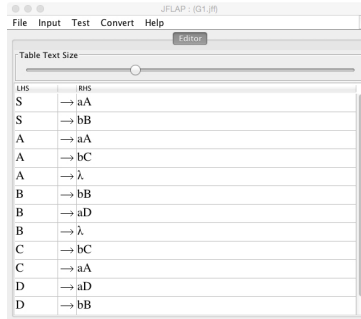 JFLAP : (G1.jff)
File Input Test Convert Help
Editor
Table Text Size
LHS RHS
S → aA
S → bB
A → aA
A → bC
A → λ
B → bB
B → aD
B → λ
C → bC
C → aA
D → aD
D → bB